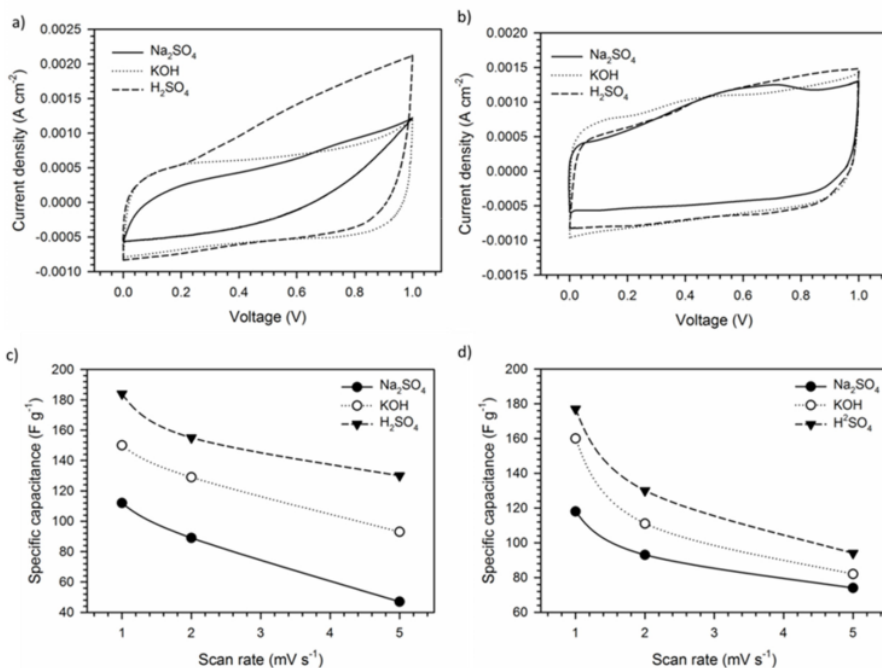 a)
Na₂SO₄
KOH
H₂SO₄
0.0025
0.0020
0.0015
0.0010
0.0005
0.0000
-0.0005
-0.0010
Current density (A cm⁻²)
0.0 0.2 0.4 0.6 0.8 1.0
Voltage (V)
b)
Na₂SO₄
KOH
H₂SO₄
0.0025
0.0020
0.0015
0.0010
0.0005
0.0000
-0.0005
-0.0010
-0.0015
Current density (A cm⁻²)
0.0 0.2 0.4 0.6 0.8 1.0
Voltage (V)
c)
Na₂SO₄
KOH
H₂SO₄
200
180
160
140
120
100
80
60
40
Specific capacitance (F g⁻¹)
1 2 3 4 5
Scan rate (mV s⁻¹)
d)
Na₂SO₄
KOH
H²SO₄
200
180
160
140
120
100
80
60
Specific capacitance (F g⁻¹)
1 2 3 4 5
Scan rate (mV s⁻¹)